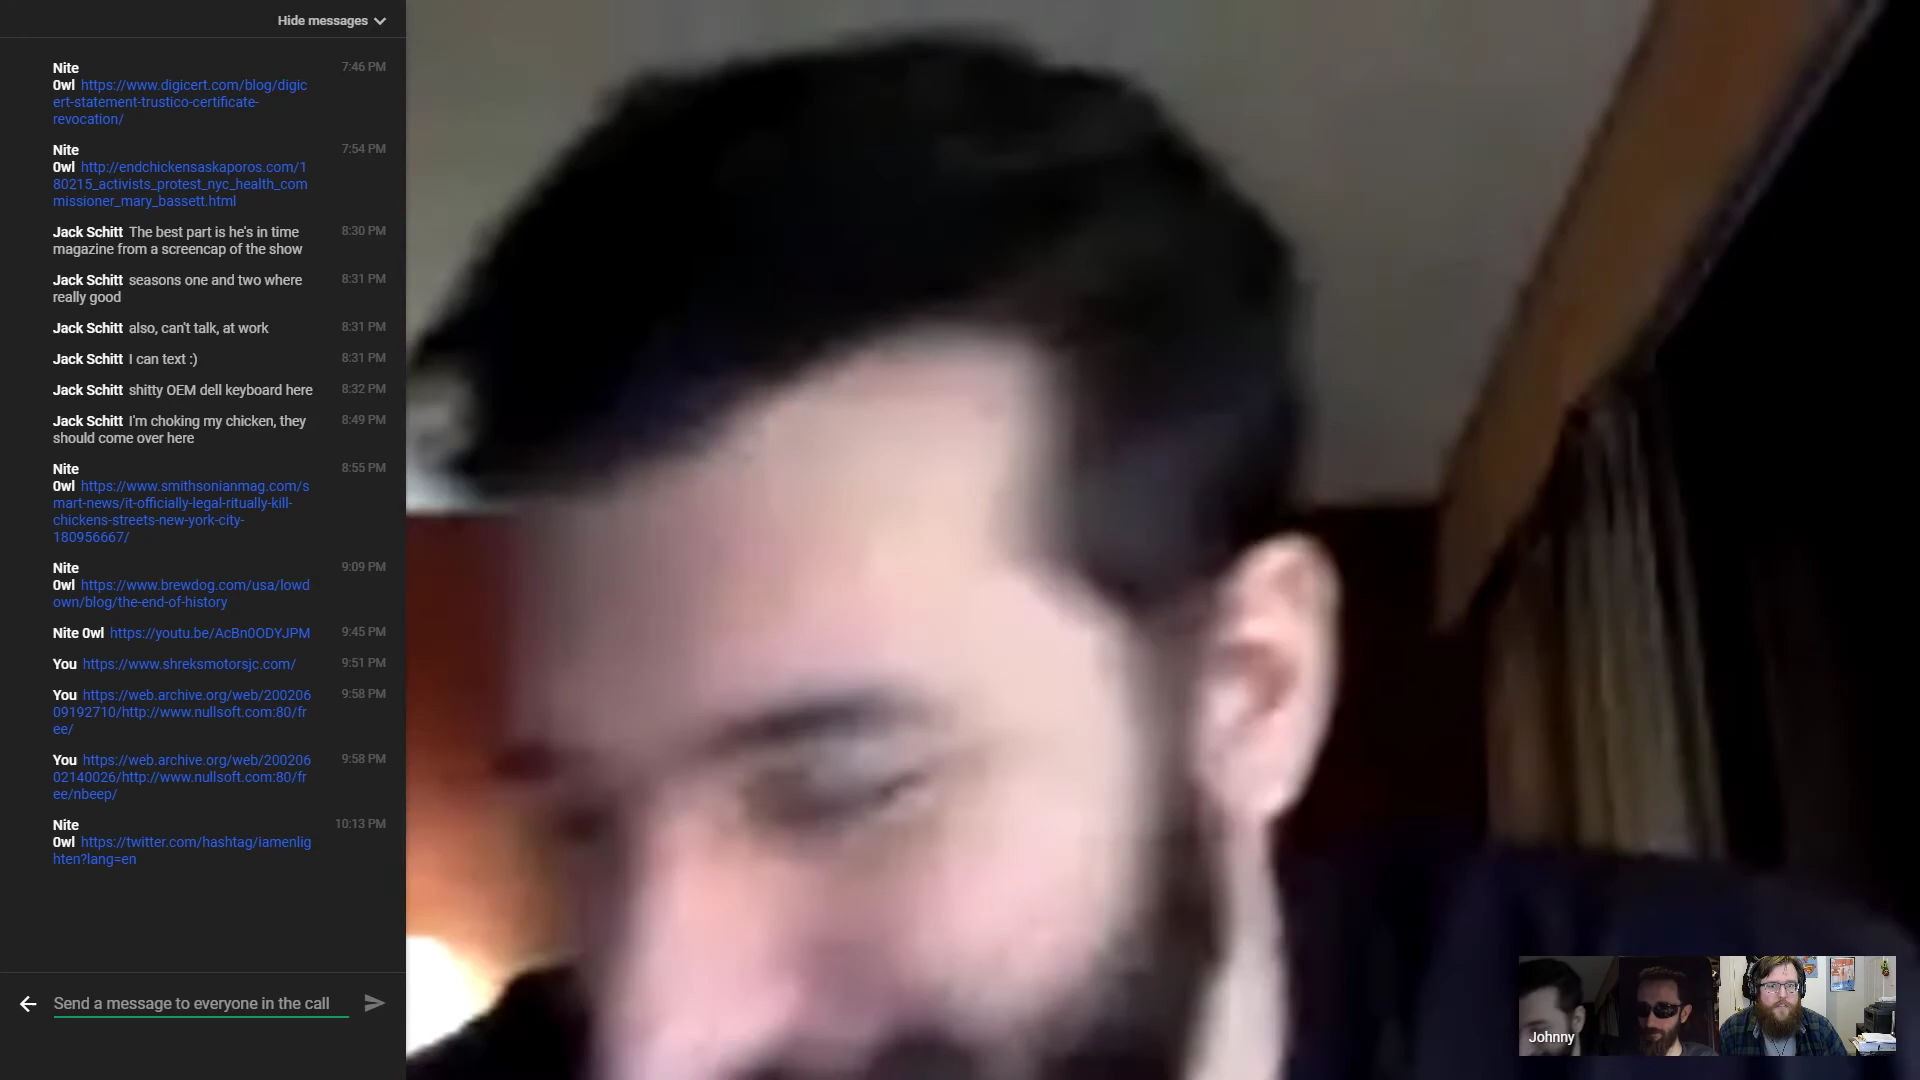 Hide messages
Nite 7:46 PM
0wl https://www.digicert.com/blog/digic
ert-statement-trustico-certificate-
revocation/
Nite 7:54 PM
0wl http://endchickensaskaporos.com/1
80215_activists_protest_nyc_health_com
missioner_mary_bassett.html
Jack Schitt The best part is he's in time 8:30 PM
magazine from a screencap of the show
Jack Schitt seasons one and two where 8:31 PM
really good
Jack Schitt also, can't talk, at work 8:31 PM
Jack Schitt I can text :) 8:31 PM
Jack Schitt shitty OEM dell keyboard here 8:32 PM
Jack Schitt I'm choking my chicken, they 8:49 PM
should come over here
Nite 8:55 PM
0wl https://www.smithsonianmag.com/s
mart-news/it-officially-legal-ritually-kill-
chickens-streets-new-york-city-
180956667/
Nite 9:09 PM
0wl https://www.brewdog.com/usa/lowd
own/blog/the-end-of-history
Nite 0wl https://youtu.be/AcBn0ODYJPM 9:45 PM
You https://www.shreksmotorsjc.com/ 9:51 PM
You https://web.archive.org/web/200206 9:58 PM
09192710/http://www.nullsoft.com:80/fr
ee/
You https://web.archive.org/web/200206 9:58 PM
02140026/http://www.nullsoft.com:80/fr
ee/nbeep/
Nite 10:13 PM
0wl https://twitter.com/hashtag/iamenlig
hten?lang=en
Send a message to everyone in the call
Johnny